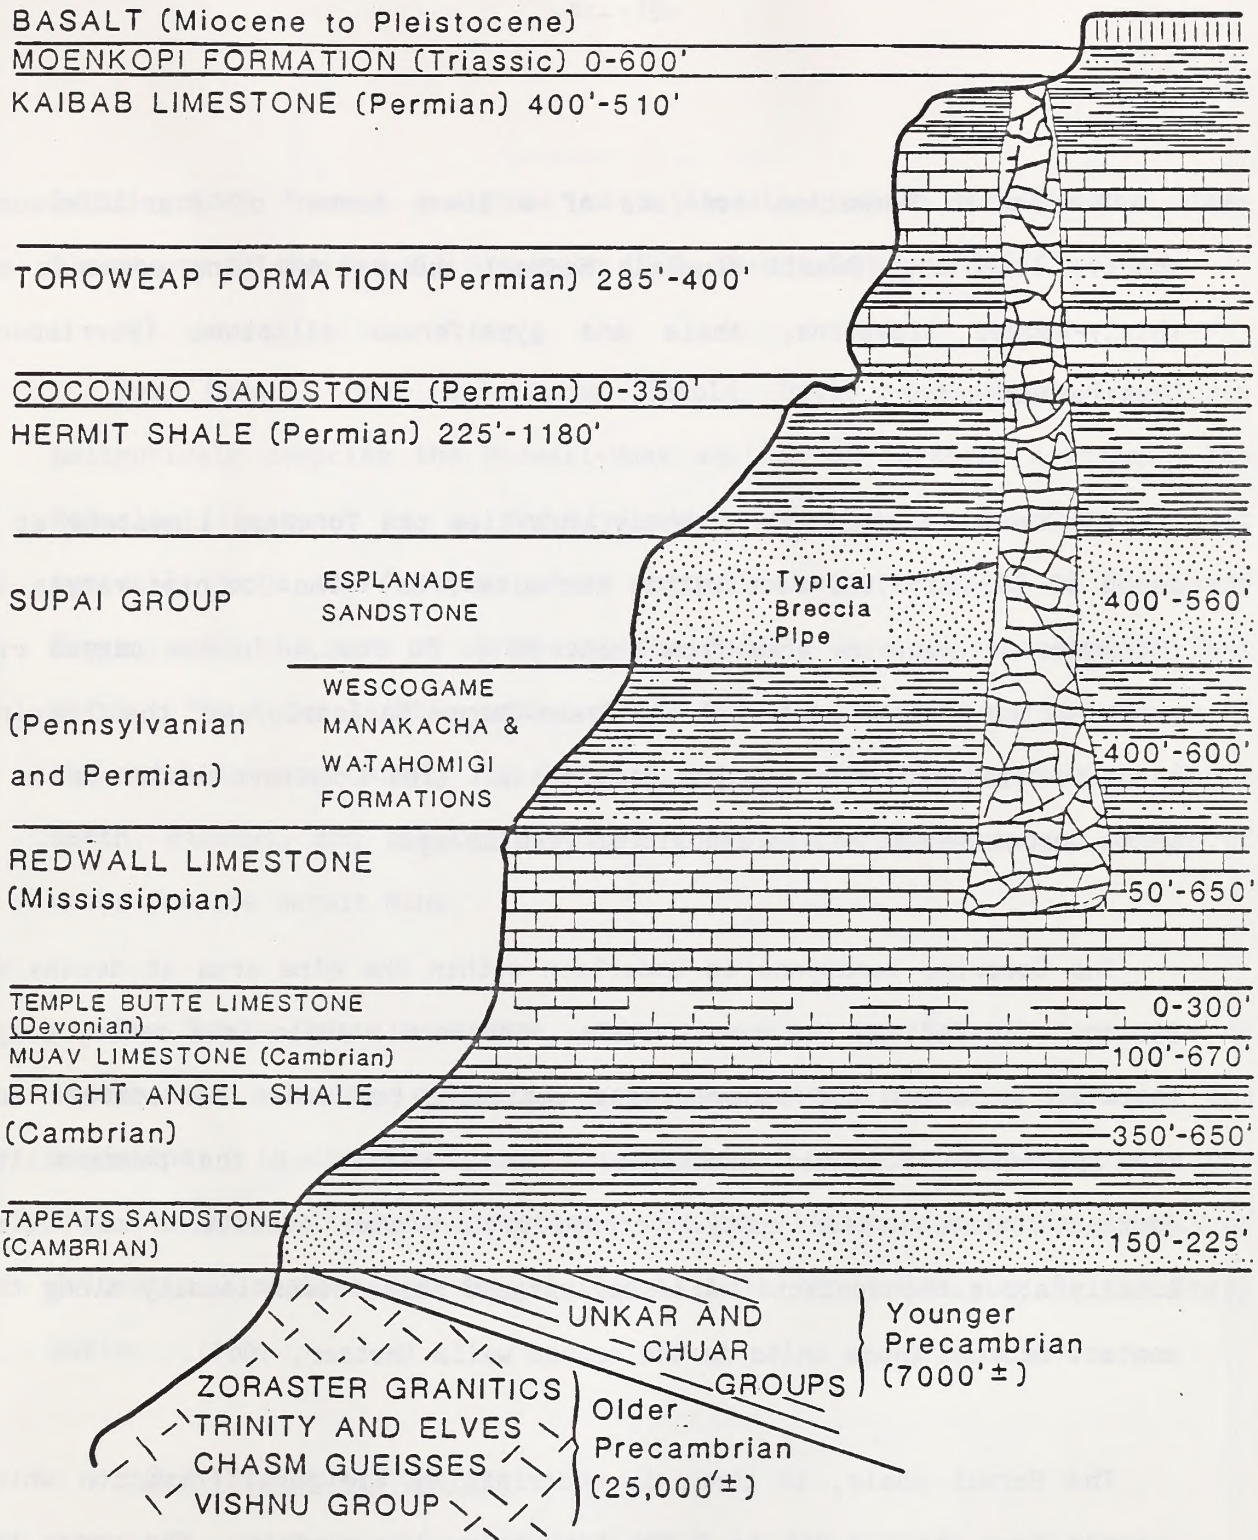 BASALT (Miocene to Pleistocene)
MOENKOPI FORMATION (Triassic) 0-600'
KAIBAB LIMESTONE (Permian) 400'-510'
TOROWEAP FORMATION (Permian) 285'-400'
COCONINO SANDSTONE (Permian) 0-350'
HERMIT SHALE (Permian) 225'-1180'
SUPAI GROUP
(Pennsylvanian
and Permian)
ESPLANADE
SANDSTONE
Typical
Breccia
Pipe
400'-560'
WESCOGAME
MANAKACHA &
WATAHOMIGI
FORMATIONS
400'-600'
REDWALL LIMESTONE
(Mississippian)
50'-650'
TEMPLE BUTTE LIMESTONE
(Devonian)
0-300'
MUAV LIMESTONE (Cambrian)
100'-670'
BRIGHT ANGEL SHALE
(Cambrian)
350'-650'
TAPEATS SANDSTONE
(CAMBRIAN)
150'-225'
UNKAR AND
CHUAR
GROUPS
Younger
Precambrian
(7000'±)
ZORASTER GRANITICS
TRINITY AND ELVES
CHASM GUEISSES
VISHNU GROUP
Older
Precambrian
(25,000'±)